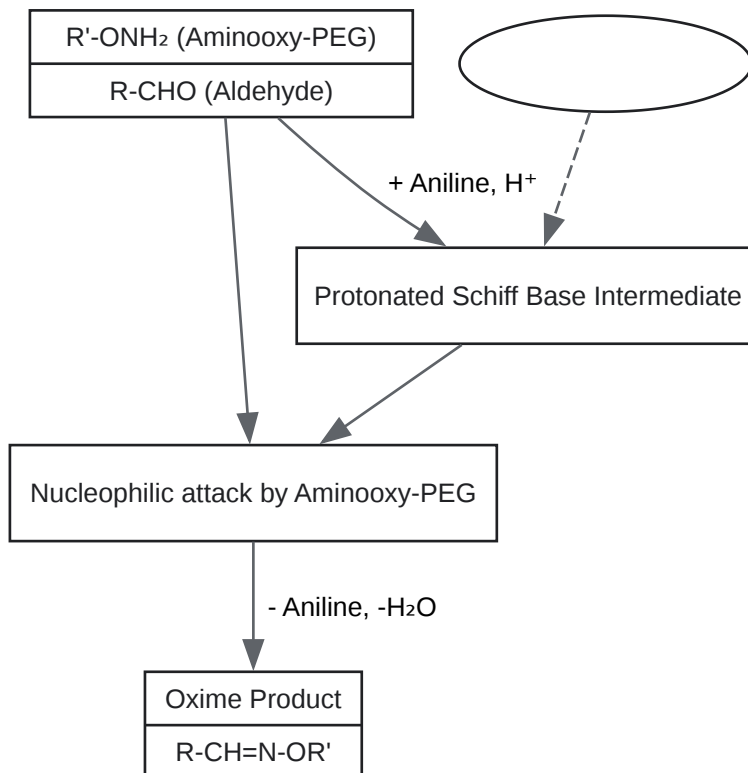 R'-ONH₂ (Aminooxy-PEG)
R-CHO (Aldehyde)
+ Aniline, H⁺
Protonated Schiff Base Intermediate
Nucleophilic attack by Aminooxy-PEG
- Aniline, -H₂O
Oxime Product
R-CH=N-OR'